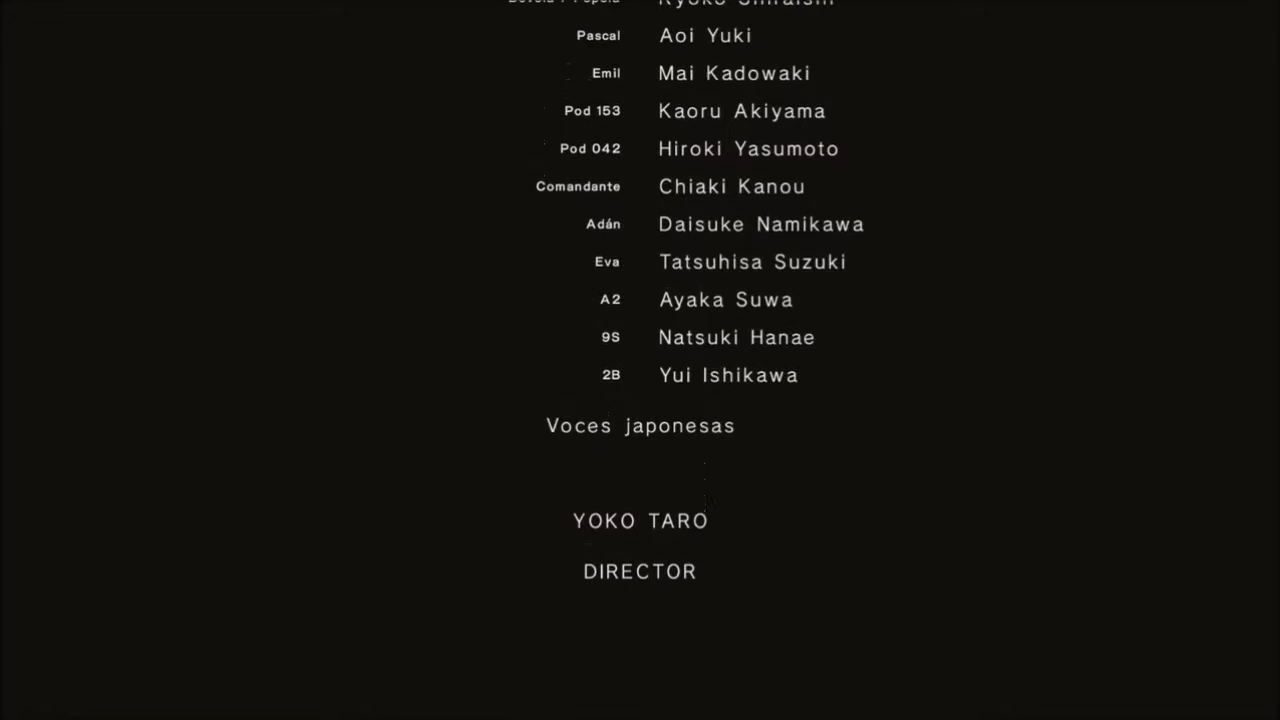 Pascal Aoi Yuki
Emil Mai Kadowaki
Pod 153 Kaoru Akiyama
Pod 042 Hiroki Yasumoto
Comandante Chiaki Kanou
Adán Daisuke Namikawa
Eva Tatsuhisa Suzuki
A2 Ayaka Suwa
9S Natsuki Hanae
2B Yui Ishikawa
Voces japonesas
YOKO TARO
DIRECTOR